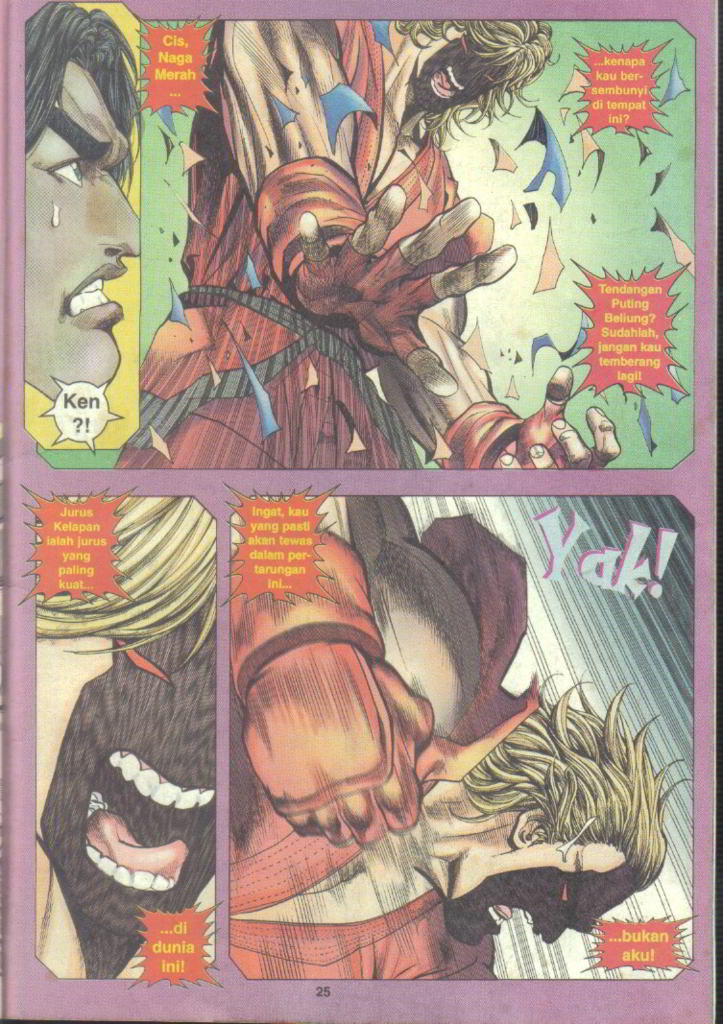 Cis,
Naga
Merah
...
...kenapa
kau ber-
sembunyi
di tempat
ini?
Tendangan
Puting
Beliung?
Sudahlah,
jangan kau
temberang
lagi!
Ken
?!
Jurus
Kelapan
ialah jurus
yang
paling
kuat...
...di
dunia
ini!
Ingat, kau
yang pasti
akan tewas
dalam per-
tarungan
ini...
Yak!
...bukan
aku!
25